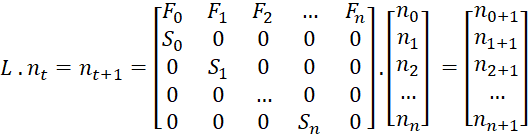 L . n_t = n_{t+1} = [F_0 F_1 F_2 … F_n; S_0 0 0 0 0; 0 S_1 0 0 0; 0 0 … 0 0; 0 0 0 S_n 0] . [n_0; n_1; n_2; …; n_n] = [n_{0+1}; n_{1+1}; n_{2+1}; …; n_{n+1}]